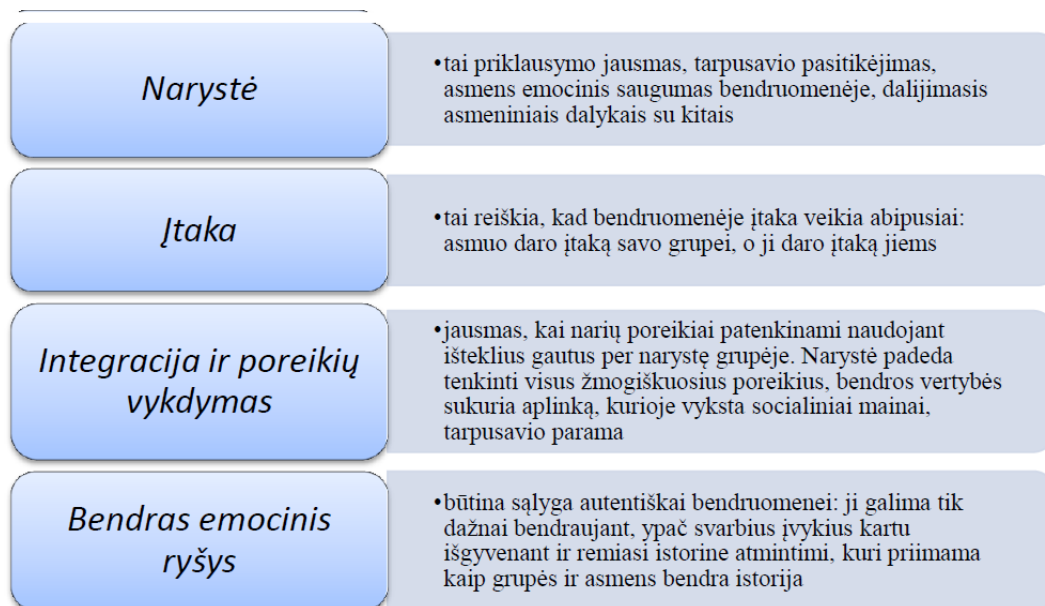 Narystė
•tai priklausymo jausmas, tarpusavio pasitikėjimas,
asmens emocinis saugumas bendruomenėje, dalijimasis
asmeniniais dalykais su kitais
Įtaka
•tai reiškia, kad bendruomenėje įtaka veikia abipusiai:
asmuo daro įtaką savo grupei, o ji daro įtaką jiems
Integracija ir poreikių
vykdymas
•jausmas, kai narių poreikiai patenkinami naudojant
išteklius gautus per narystę grupėje. Narystė padeda
tenkinti visus žmogiškuosius poreikius, bendros vertybės
sukuria aplinką, kurioje vyksta socialiniai mainai,
tarpusavio parama
Bendras emocinis
ryšys
•būtina sąlyga autentiškai bendruomenei: ji galima tik
dažnai bendraujant, ypač svarbius įvykius kartu
išgyvenant ir remiasi istorine atmintimi, kuri priimama
kaip grupės ir asmens bendra istorija